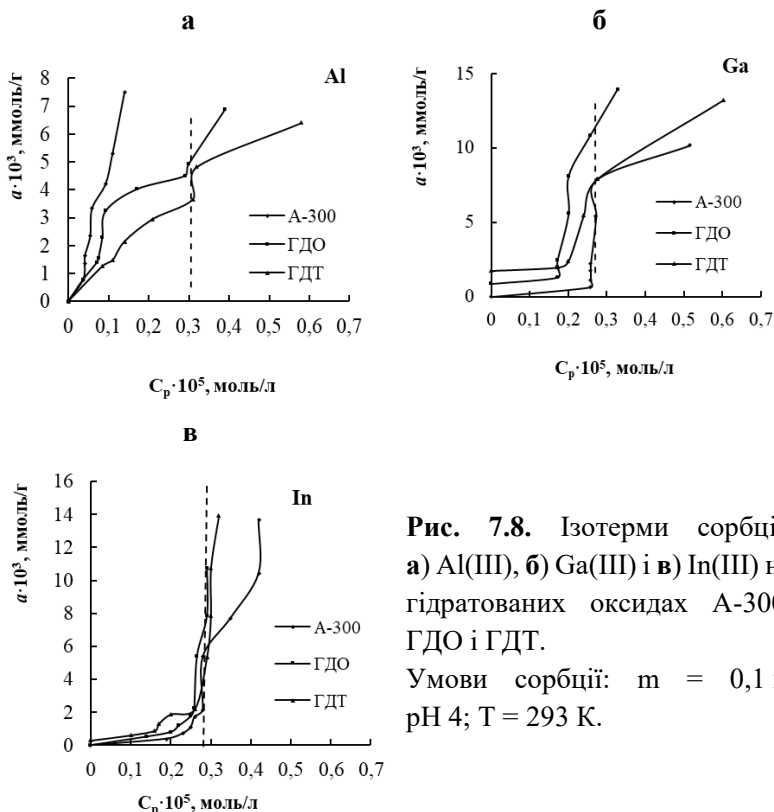 а
Al
a·10³, ммоль/г
8
7
6
5
4
3
2
1
0
А-300
ГДО
ГДТ
0 0,1 0,2 0,3 0,4 0,5 0,6 0,7
Cр·10⁵, моль/л
б
Ga
a·10³, ммоль/г
15
10
5
0
А-300
ГДО
ГДТ
0 0,1 0,2 0,3 0,4 0,5 0,6 0,7
Cр·10⁵, моль/л
в
In
a·10³, ммоль/г
16
14
12
10
8
6
4
2
0
А-300
ГДО
ГДТ
0 0,1 0,2 0,3 0,4 0,5 0,6 0,7
Cр·10⁵, моль/л
Рис. 7.8. Ізотерми сорбці
а) Al(III), б) Ga(III) і в) In(III) н
гідратованих оксидах А-300
ГДО і ГДТ.
Умови сорбції: m = 0,1
рН 4; Т = 293 К.